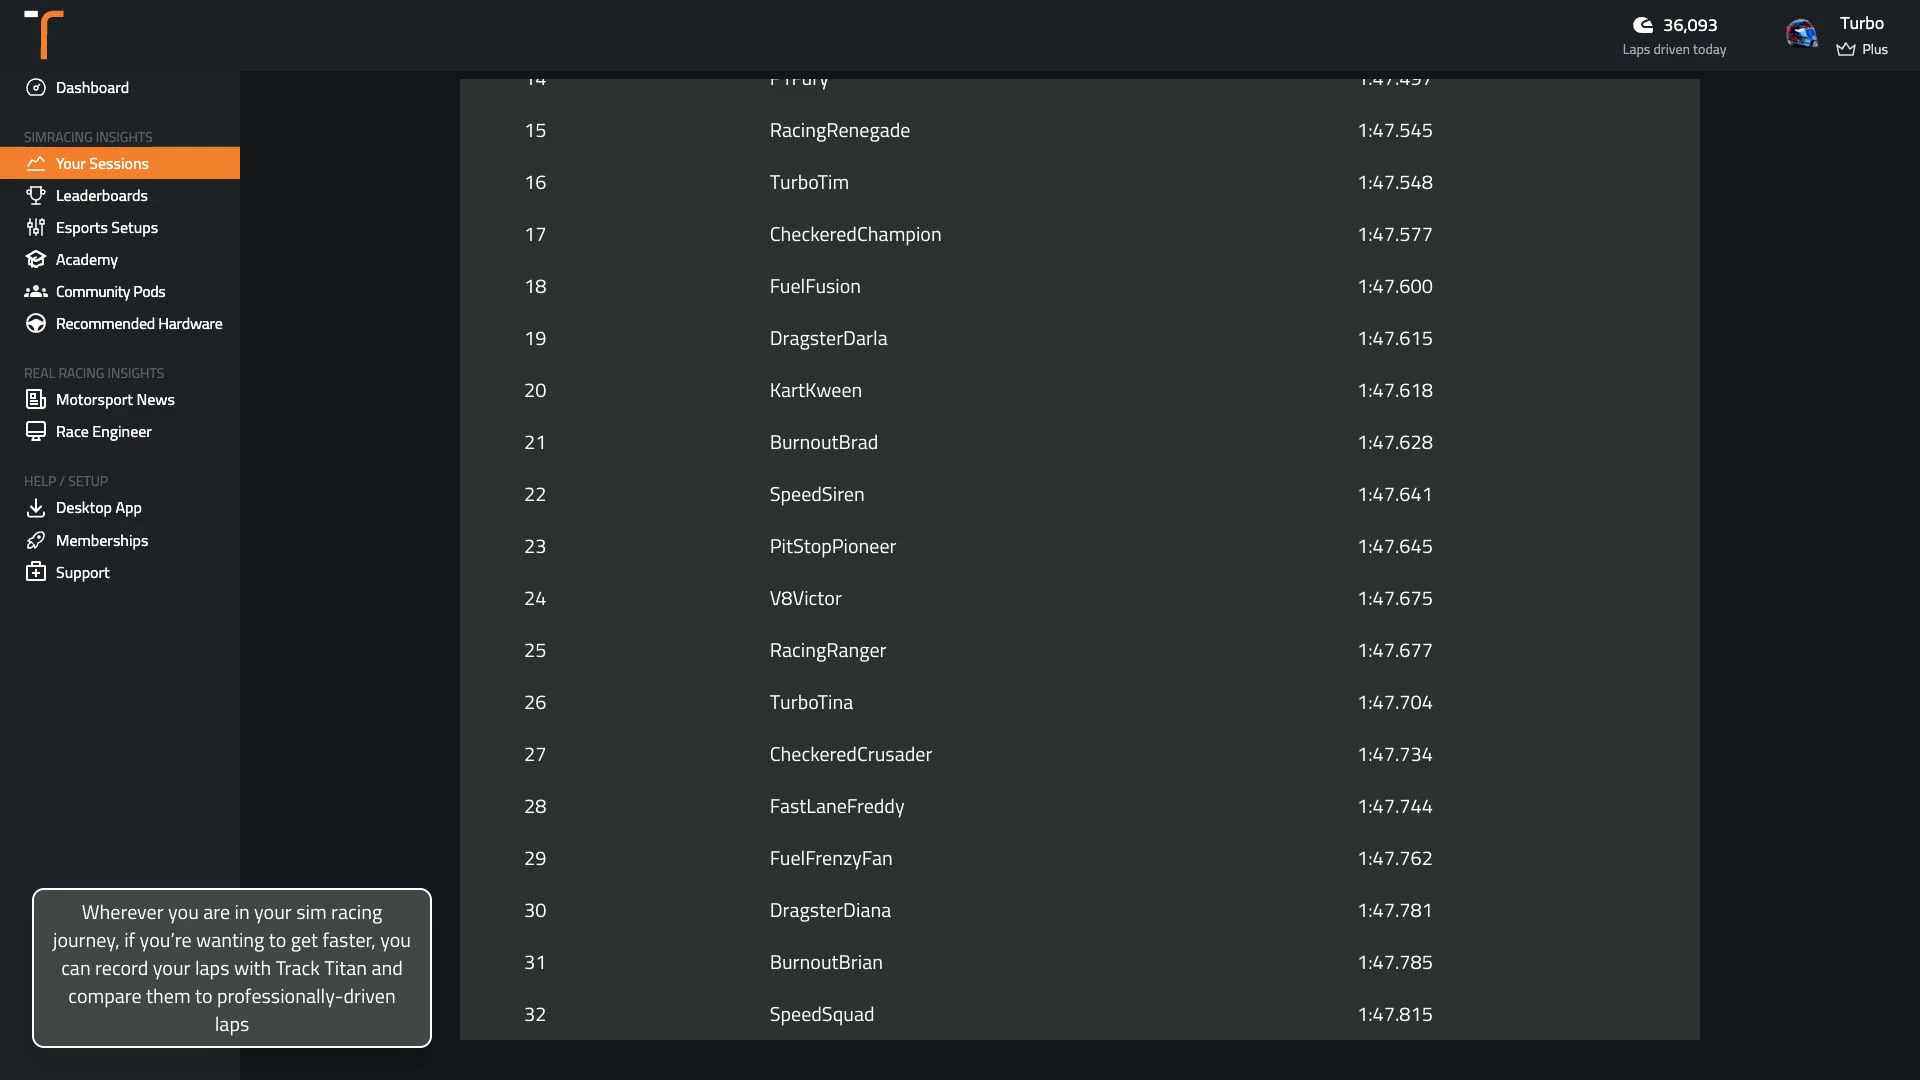 36,093
Laps driven today
Turbo
Plus
Dashboard
SIMRACING INSIGHTS
Your Sessions
Leaderboards
Esports Setups
Academy
Community Pods
Recommended Hardware
REAL RACING INSIGHTS
Motorsport News
Race Engineer
HELP / SETUP
Desktop App
Memberships
Support
14 1:47.497
15 RacingRenegade 1:47.545
16 TurboTim 1:47.548
17 CheckeredChampion 1:47.577
18 FuelFusion 1:47.600
19 DragsterDarla 1:47.615
20 KartKween 1:47.618
21 BurnoutBrad 1:47.628
22 SpeedSiren 1:47.641
23 PitStopPioneer 1:47.645
24 V8Victor 1:47.675
25 RacingRanger 1:47.677
26 TurboTina 1:47.704
27 CheckeredCrusader 1:47.734
28 FastLaneFreddy 1:47.744
29 FuelFrenzyFan 1:47.762
30 DragsterDiana 1:47.781
31 BurnoutBrian 1:47.785
32 SpeedSquad 1:47.815
Wherever you are in your sim racing
journey, if you’re wanting to get faster, you
can record your laps with Track Titan and
compare them to professionally-driven
laps